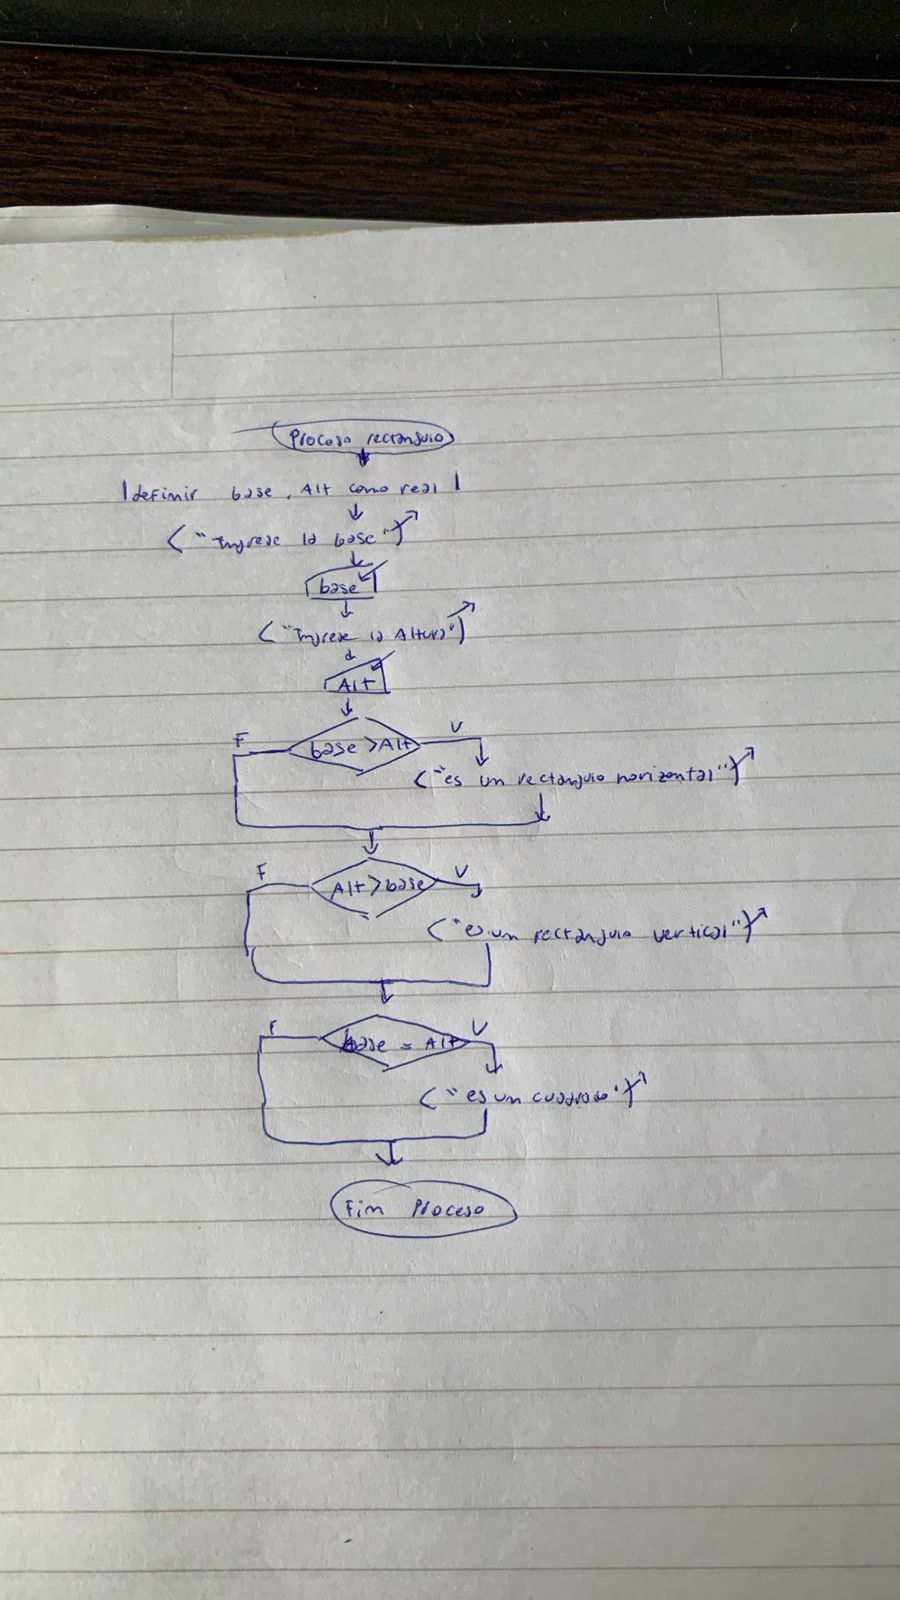 Proceso rectangulo
definir base, Alt como real
("Ingrese la base")
base
("Ingrese la Altura")
Alt
F base > Alt V
("es un rectangulo horizontal")
F Alt > base V
("es un rectangulo vertical")
F base = Alt V
("es un cuadrado")
Fin Proceso